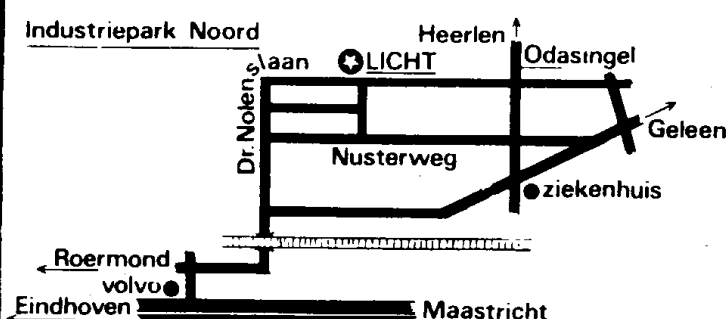 Industriepark Noord
Heerlen
Odasingel
Dr. Nolenslaan
LICHT
Geleen
Nusterweg
ziekenhuis
Roermond
volvo
Eindhoven
Maastricht